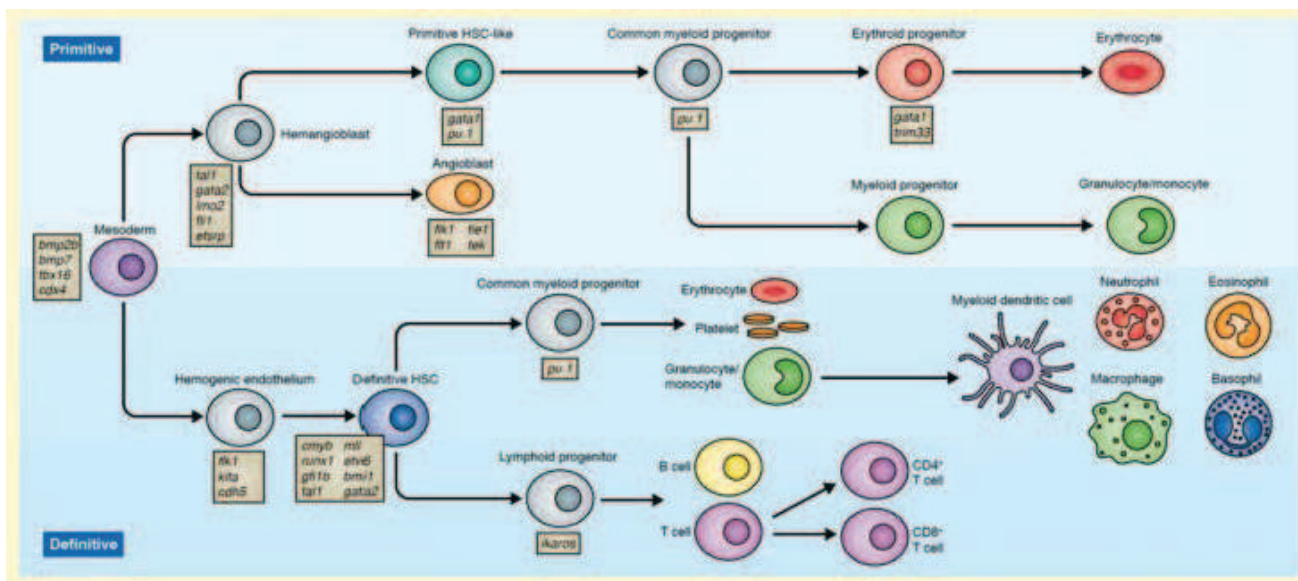 Primitive
Primitive HSC-like
Common myeloid progenitor
Erythroid progenitor
Erythrocyte
Hemangioblast
gata1
pu.1
pu.1
gata1
trim33
tal1
gata2
lmo2
fli1
etsrp
Angioblast
flk1 tie1
flt1 tek
Myeloid progenitor
Granulocyte/monocyte
Mesoderm
bmp2b
bmp7
tbx16
cdx4
Common myeloid progenitor
pu.1
Erythrocyte
Platelet
Granulocyte/
monocyte
Myeloid dendritic cell
Neutrophil
Eosinophil
Macrophage
Basophil
Hemogenic endothelium
flk1
kita
cdh5
Definitive HSC
cmyb mll
runx1 etv6
gfi1b bmi1
tal1 gata2
Lymphoid progenitor
ikaros
B cell
T cell
CD4+
T cell
CD8+
T cell
Definitive